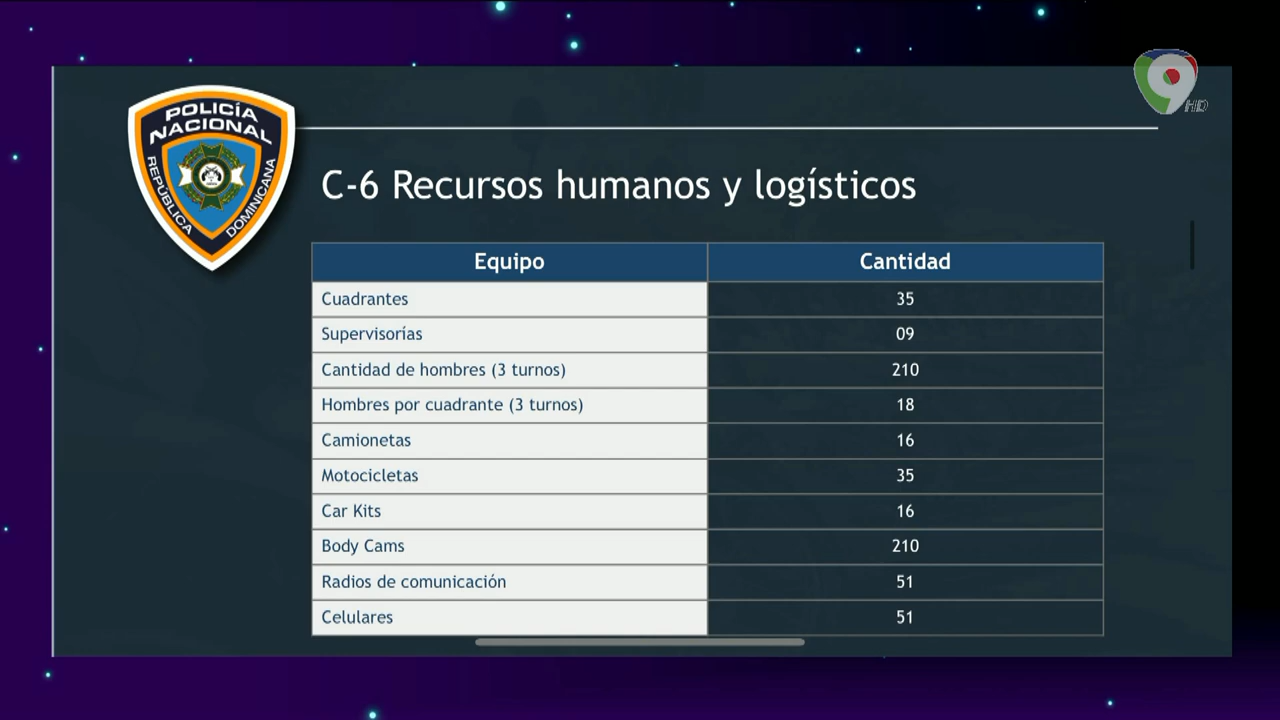 POLICÍA
NACIONAL
REPÚBLICA
DOMINICANA
9
HD
C-6 Recursos humanos y logísticos
Equipo Cantidad
Cuadrantes 35
Supervisorías 09
Cantidad de hombres (3 turnos) 210
Hombres por cuadrante (3 turnos) 18
Camionetas 16
Motocicletas 35
Car Kits 16
Body Cams 210
Radios de comunicación 51
Celulares 51